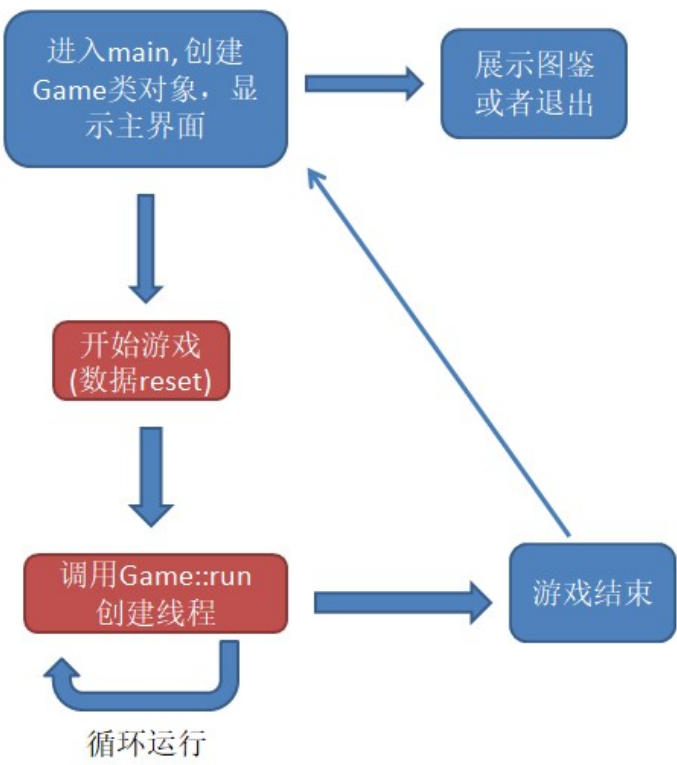 进入main, 创建
Game类对象，显
示主界面
展示图鉴
或者退出
开始游戏
(数据reset)
调用Game::run
创建线程
游戏结束
循环运行